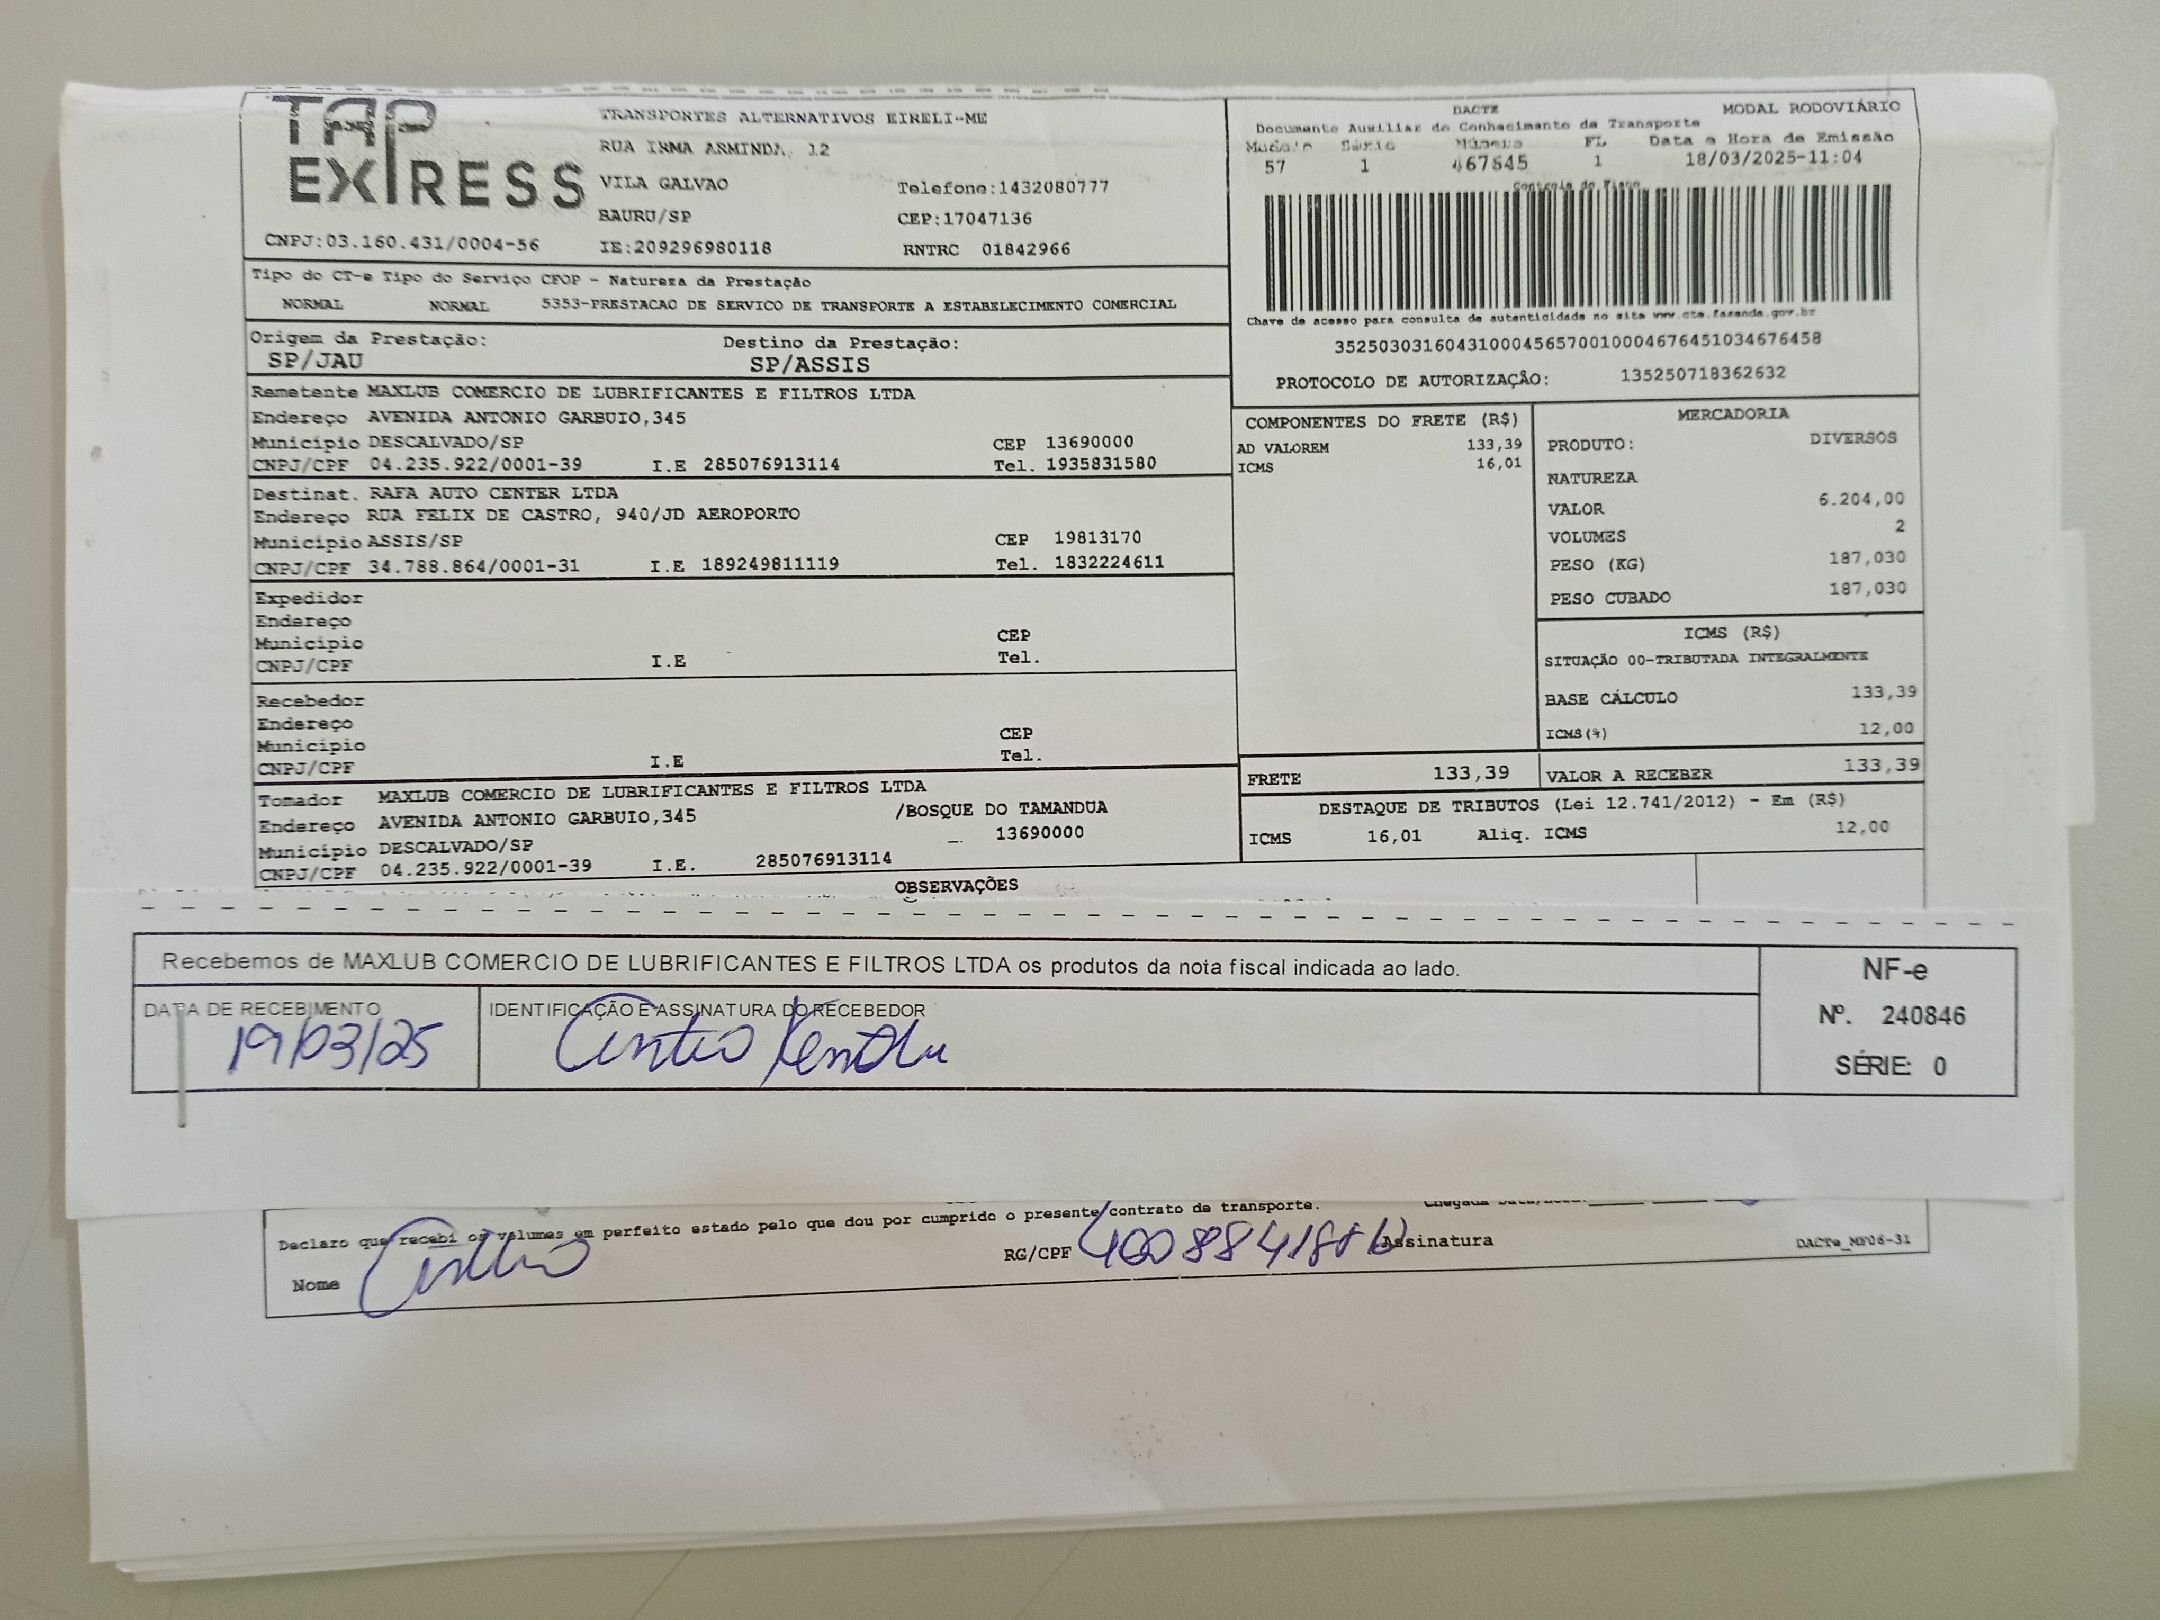 TAP
EXPRESS
CNPJ:03.160.431/0004-56
TRANSPORTES ALTERNATIVOS EIRELI-ME
RUA IRMA ARMINDA, 12
VILA GALVAO Telefone:1432080777
BAURU/SP CEP:17047136
IE:209296980118 RNTRC 01842966
DACTE MODAL RODOVIÁRIO
Documento Auxiliar do Conhecimento de Transporte
Modelo Série Número FL Data e Hora de Emissão
57 1 467645 1 18/03/2025-11:04
Controle do Fisco
Chave de acesso para consulta de autenticidade no site www.cte.fazenda.gov.br
35250303160431000456570010004676451034676458
PROTOCOLO DE AUTORIZAÇÃO: 135250718362632
Tipo do CT-e Tipo do Serviço CFOP - Natureza da Prestação
NORMAL NORMAL 5353-PRESTACAO DE SERVICO DE TRANSPORTE A ESTABELECIMENTO COMERCIAL
Origem da Prestação: Destino da Prestação:
SP/JAU SP/ASSIS
Remetente MAXLUB COMERCIO DE LUBRIFICANTES E FILTROS LTDA
Endereço AVENIDA ANTONIO GARBUIO,345
Município DESCALVADO/SP CEP 13690000
CNPJ/CPF 04.235.922/0001-39 I.E 285076913114 Tel. 1935831580
Destinat. RAFA AUTO CENTER LTDA
Endereço RUA FELIX DE CASTRO, 940/JD AEROPORTO
Município ASSIS/SP CEP 19813170
CNPJ/CPF 34.788.864/0001-31 I.E 189249811119 Tel. 1832224611
Expedidor
Endereço
Município CEP
CNPJ/CPF I.E Tel.
Recebedor
Endereço
Município CEP
CNPJ/CPF I.E Tel.
Tomador MAXLUB COMERCIO DE LUBRIFICANTES E FILTROS LTDA
Endereço AVENIDA ANTONIO GARBUIO,345 /BOSQUE DO TAMANDUA
Município DESCALVADO/SP 13690000
CNPJ/CPF 04.235.922/0001-39 I.E. 285076913114
COMPONENTES DO FRETE (R$)
AD VALOREM 133,39
ICMS 16,01
MERCADORIA
PRODUTO: DIVERSOS
NATUREZA
VALOR 6.204,00
VOLUMES 2
PESO (KG) 187,030
PESO CUBADO 187,030
ICMS (R$)
SITUAÇÃO 00-TRIBUTADA INTEGRALMENTE
BASE CÁLCULO 133,39
ICMS(%) 12,00
FRETE 133,39 VALOR A RECEBER 133,39
DESTAQUE DE TRIBUTOS (Lei 12.741/2012) - Em (R$)
ICMS 16,01 Aliq. ICMS 12,00
OBSERVAÇÕES
Recebemos de MAXLUB COMERCIO DE LUBRIFICANTES E FILTROS LTDA os produtos da nota fiscal indicada ao lado.
DATA DE RECEBIMENTO IDENTIFICAÇÃO E ASSINATURA DO RECEBEDOR
19/03/25
NF-e
Nº. 240846
SÉRIE: 0
Declaro que recebi os volumes em perfeito estado pelo que dou por cumprido o presente contrato de transporte.
Nome RG/CPF Assinatura
DACTe_MF06-31